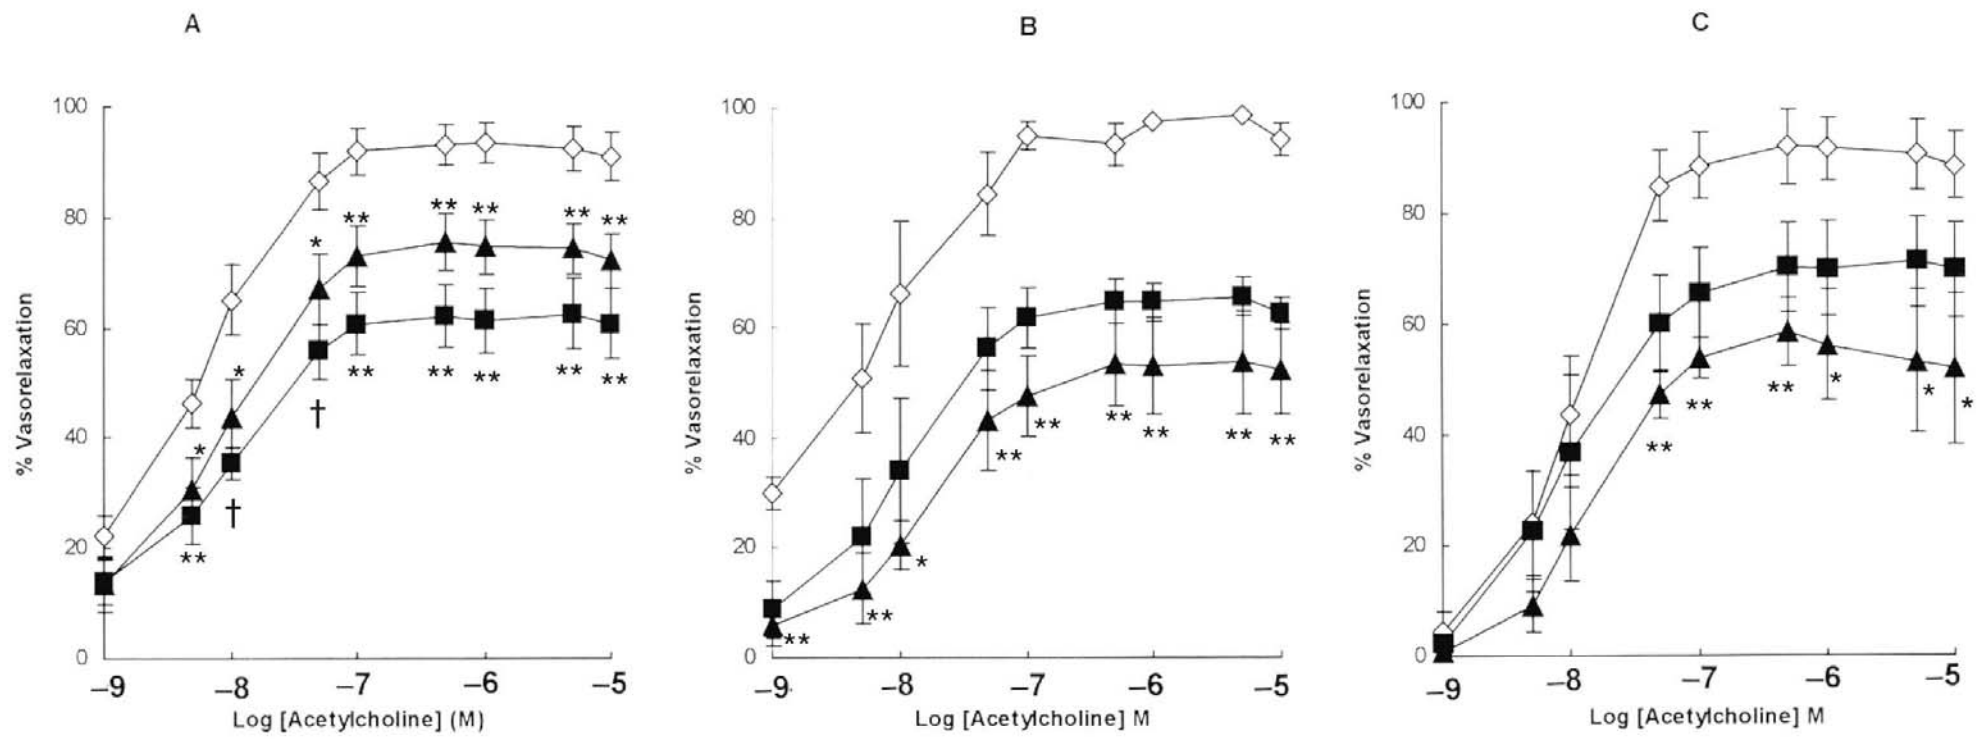 A
B
C
100
80
60
40
20
0
% Vasorelaxation
** ** ** ** **
*
*
*
** ** ** ** **
†
†
**
–9 –8 –7 –6 –5
Log [Acetylcholine] (M)
100
80
60
40
20
0
% Vasorelaxation
** ** ** ** **
**
*
**
**
–9. –8 –7 –6 –5
Log [Acetylcholine] M
100
80
60
40
20
0
% Vasorelaxation
** * * *
**
**
–9 –8 –7 –6 –5
Log [Acetylcholine] M